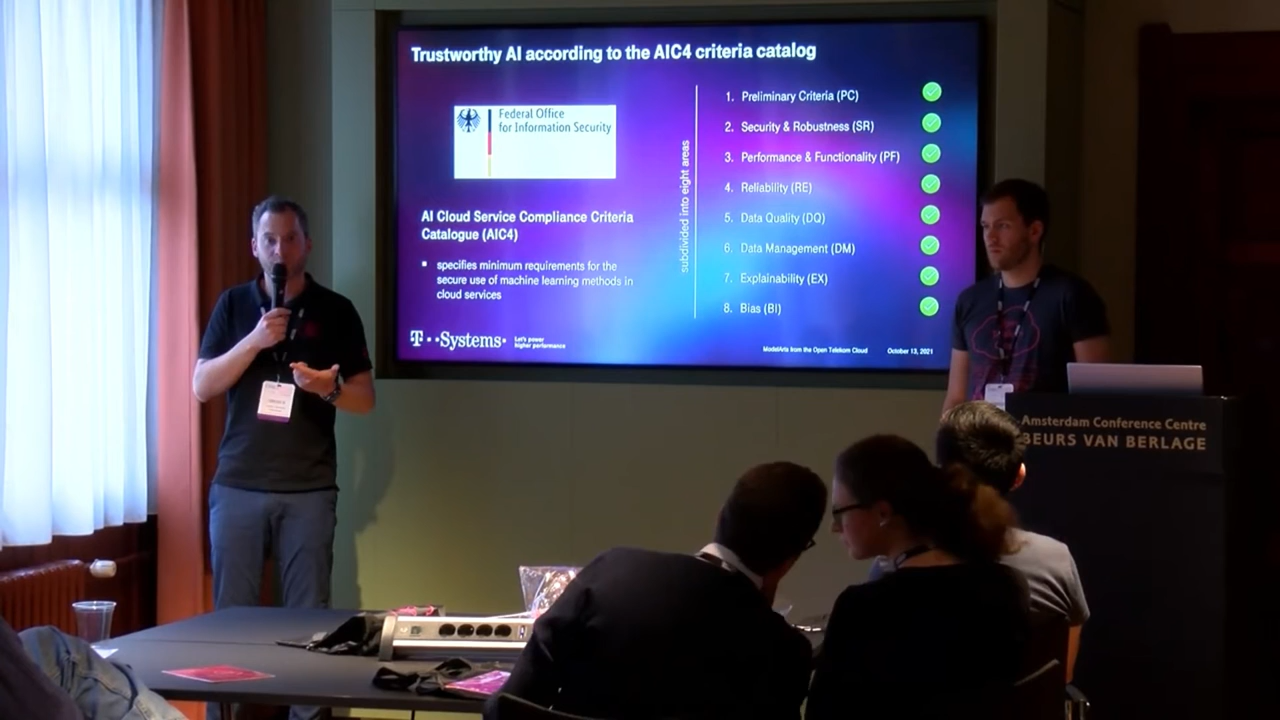 Trustworthy AI according to the AIC4 criteria catalog
Federal Office
for Information Security
AI Cloud Service Compliance Criteria
Catalogue (AIC4)
specifies minimum requirements for the
secure use of machine learning methods in
cloud services
subdivided into eight areas
1. Preliminary Criteria (PC)
2. Security & Robustness (SR)
3. Performance & Functionality (PF)
4. Reliability (RE)
5. Data Quality (DQ)
6. Data Management (DM)
7. Explainability (EX)
8. Bias (BI)
T··Systems·
Let's power
higher performance
ModelArts from the Open Telekom Cloud
October 13, 2021
Amsterdam Conference Centre
BEURS VAN BERLAGE